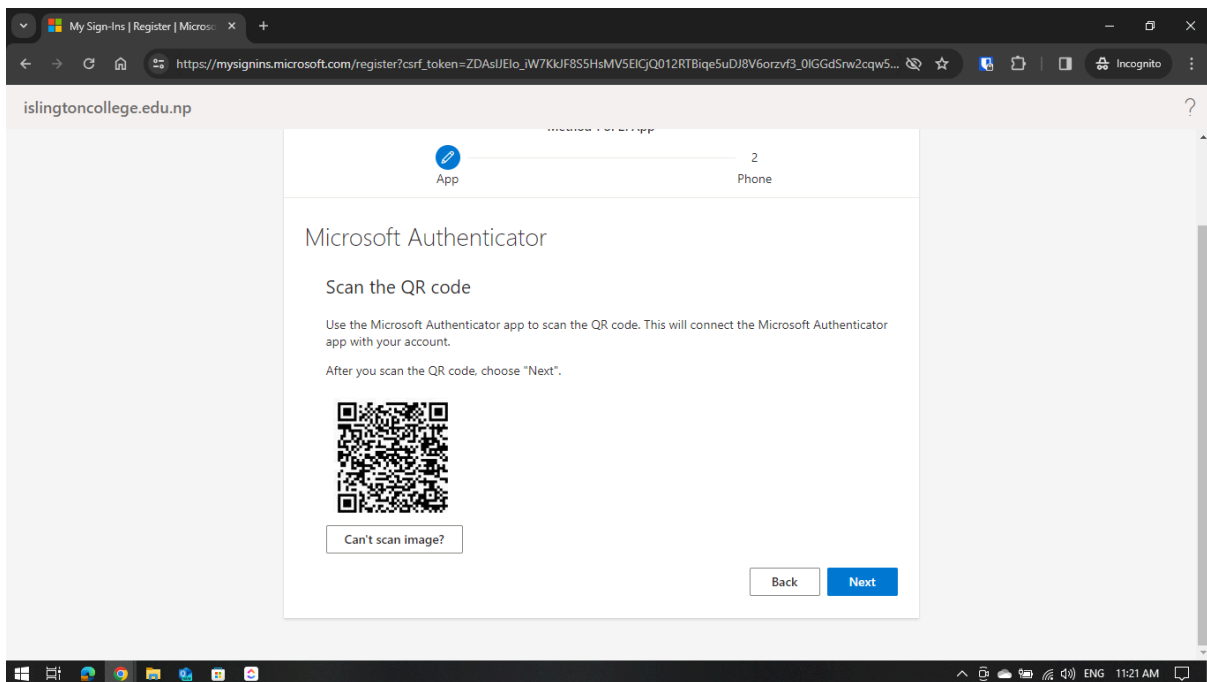 My Sign-Ins | Register | Microso
https://mysignins.microsoft.com/register?csrf_token=
Incognito
islingtoncollege.edu.np
?
App
2
Phone
Microsoft Authenticator
Scan the QR code
Use the Microsoft Authenticator app to scan the QR code. This will connect the Microsoft Authenticator
app with your account.
After you scan the QR code, choose "Next".
Can't scan image?
Back
Next
ENG 11:21 AM